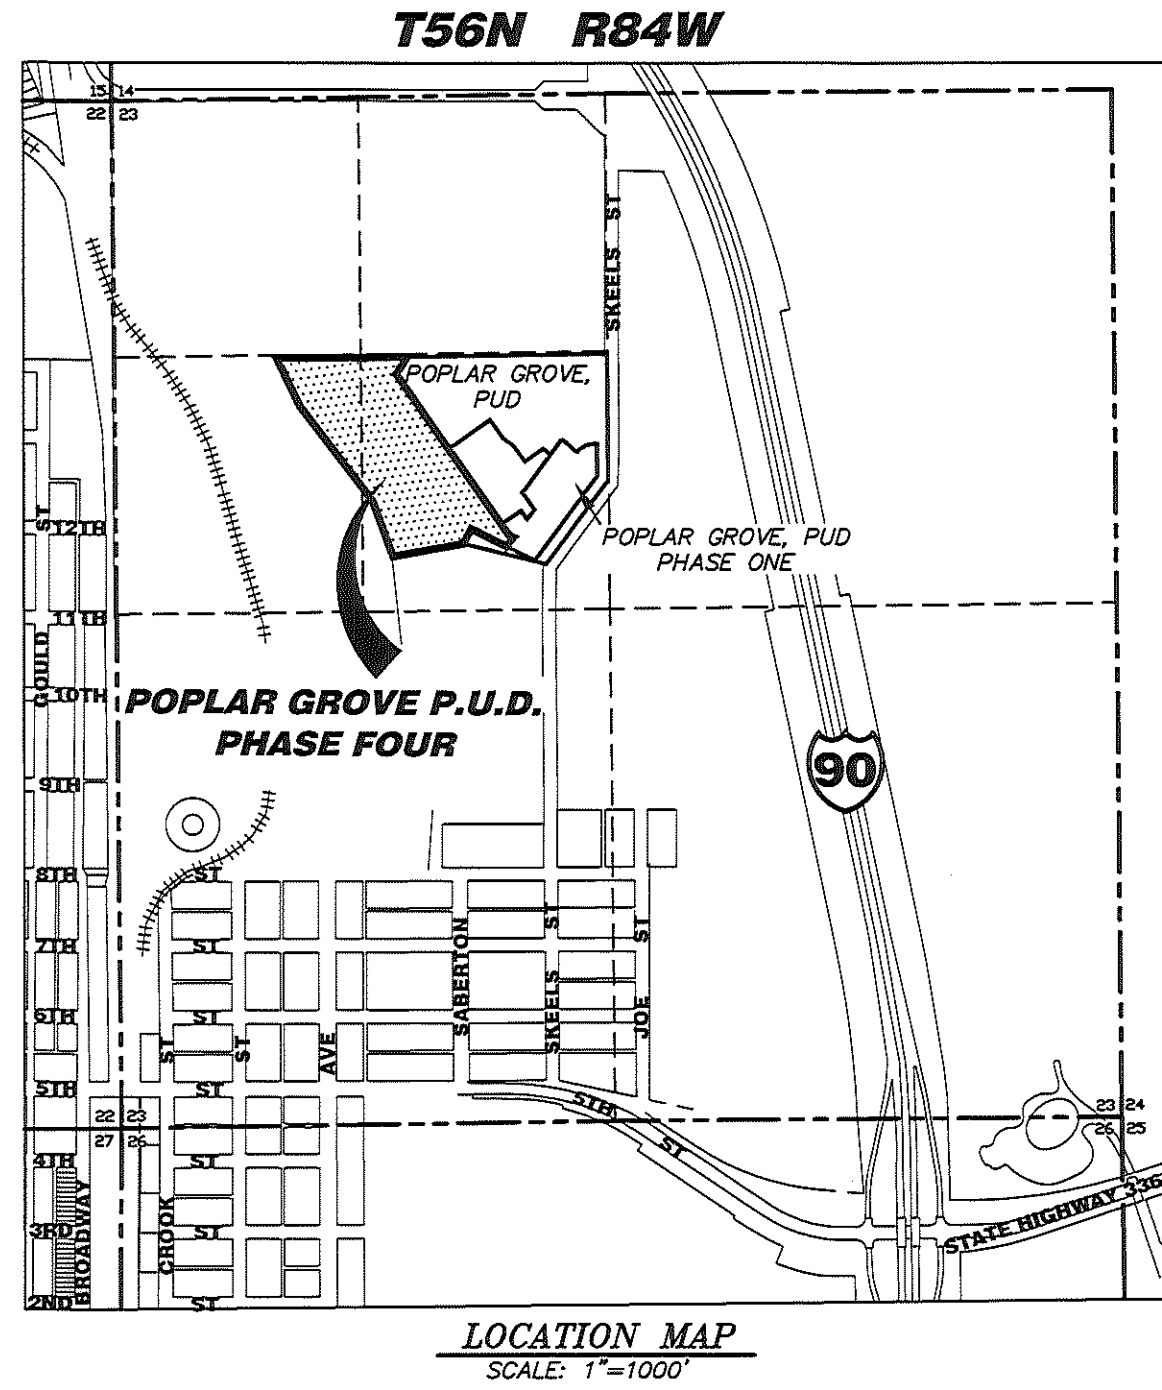 T56N R84W
15 14
22 23
SKEELS ST
POPLAR GROVE,
PUD
POPLAR GROVE, PUD
PHASE ONE
GOULD ST
12TH
11TH
10TH
POPLAR GROVE P.U.D.
PHASE FOUR
90
9TH
8TH ST
7TH ST
6TH ST
5TH ST
ST
ST
AVE
SABERTON
SKEELS ST
JOE ST
5TH ST
22 23
27 26
23 24
26 25
4TH ST
3RD ST
2ND ST
BROADWAY
CROOK
STATE HIGHWAY 336
LOCATION MAP
SCALE: 1"=1000'